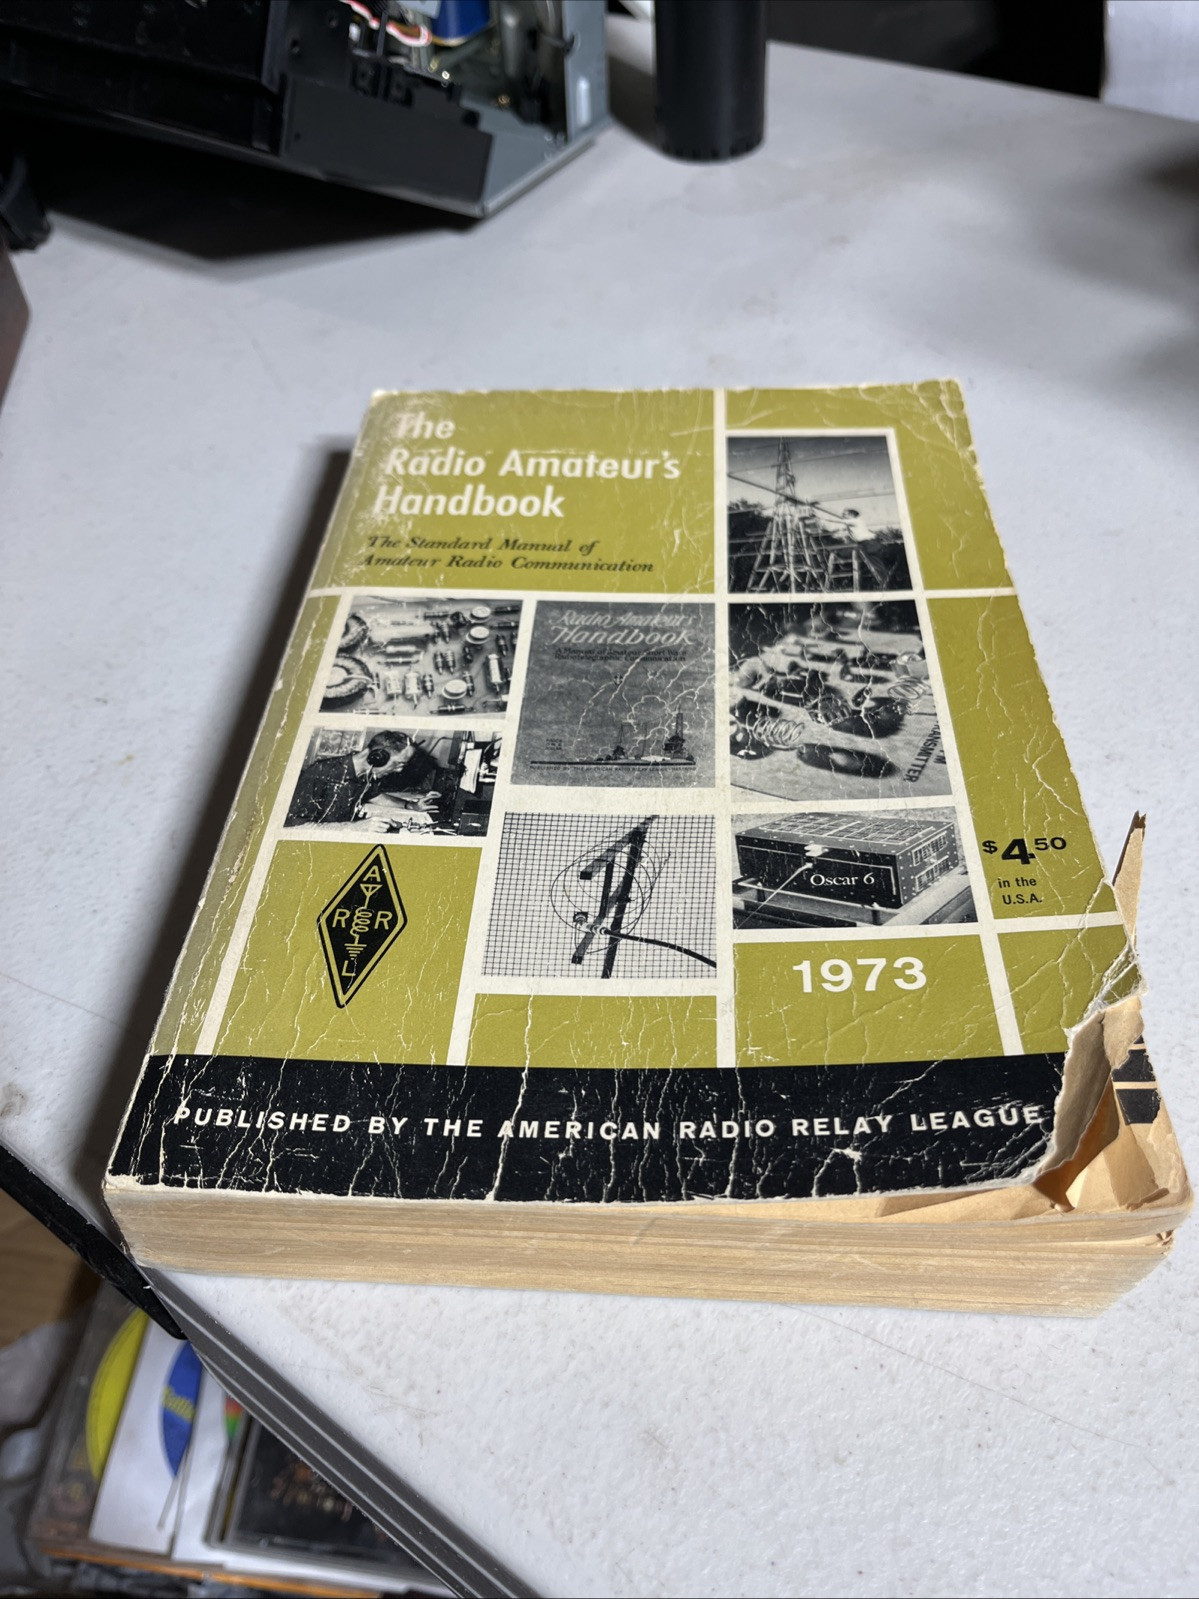 The
Radio Amateur's
Handbook
The Standard Manual of
Amateur Radio Communication
Radio Amateur's
Handbook
TRANSMITTER
Oscar 6
$4.50
in the
U.S.A.
A
R R
L
1973
PUBLISHED BY THE AMERICAN RADIO RELAY LEAGUE